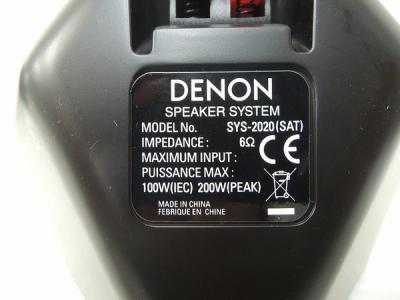 DENON
SPEAKER SYSTEM
MODEL No. SYS-2020(SAT)
IMPEDANCE : 6Ω
MAXIMUM INPUT :
PUISSANCE MAX :
100W(IEC) 200W(PEAK)
CE
MADE IN CHINA
FEBRIQUE EN CHINE